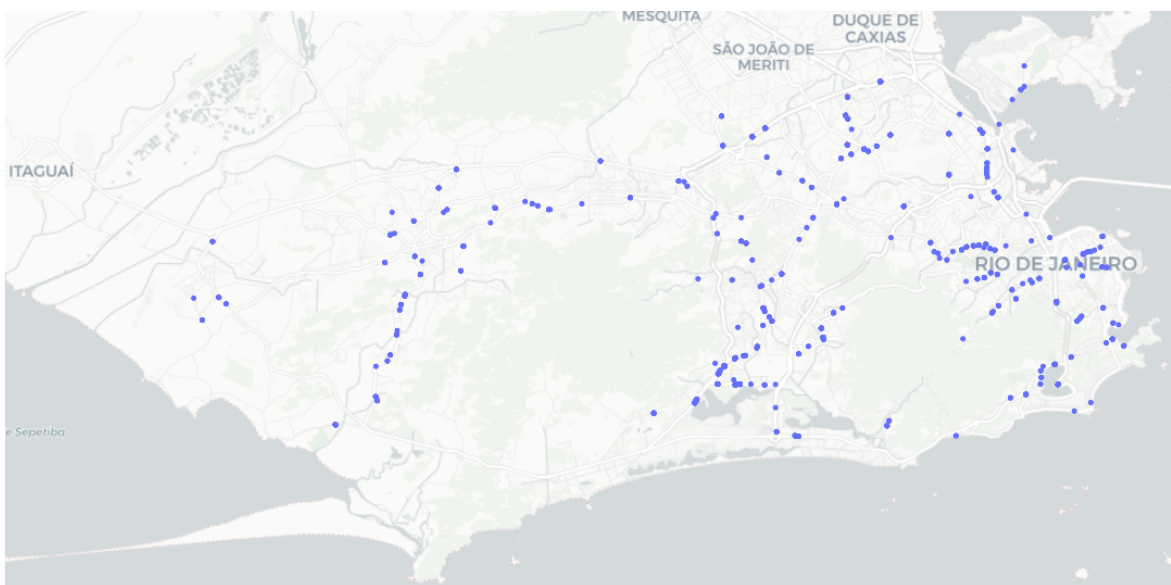 MESQUITA
DUQUE DE
CAXIAS
SÃO JOÃO DE
MERITI
ITAGUAÍ
RIO DE JANEIRO
e Sepetiba